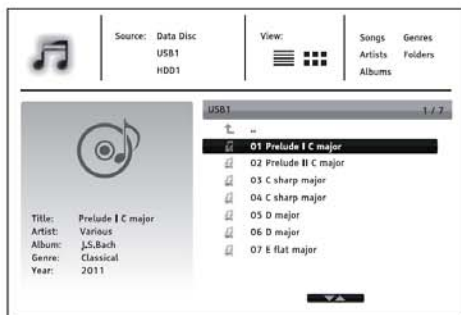 Source: Data Disc
USB1
HDD1
View:
Songs Genres
Artists Folders
Albums
USB1 1 / 7
..
01 Prelude I C major
02 Prelude II C major
03 C sharp major
04 C sharp major
05 D major
06 D major
07 E flat major
Title: Prelude I C major
Artist: Various
Album: J.S.Bach
Genre: Classical
Year: 2011